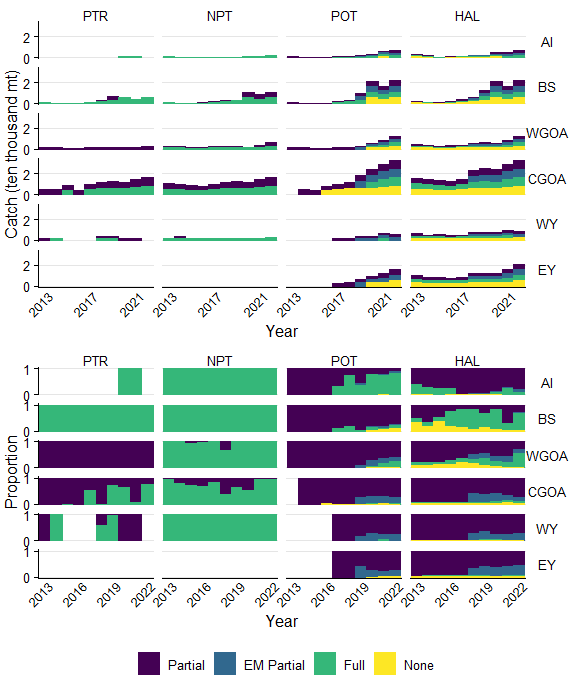 PTR NPT POT HAL
2
0
AI
2
0
BS
2
0
WGOA
2
0
CGOA
2
0
WY
2
0
EY
Catch (ten thousand mt)
2013 2017 2021 2013 2017 2021 2013 2017 2021 2013 2017 2021
Year
PTR NPT POT HAL
1
0
AI
1
0
BS
1
0
WGOA
1
0
CGOA
1
0
WY
1
0
EY
Proportion
2013 2016 2019 2022 2013 2016 2019 2022 2013 2016 2019 2022 2013 2016 2019 2022
Year
Partial EM Partial Full None